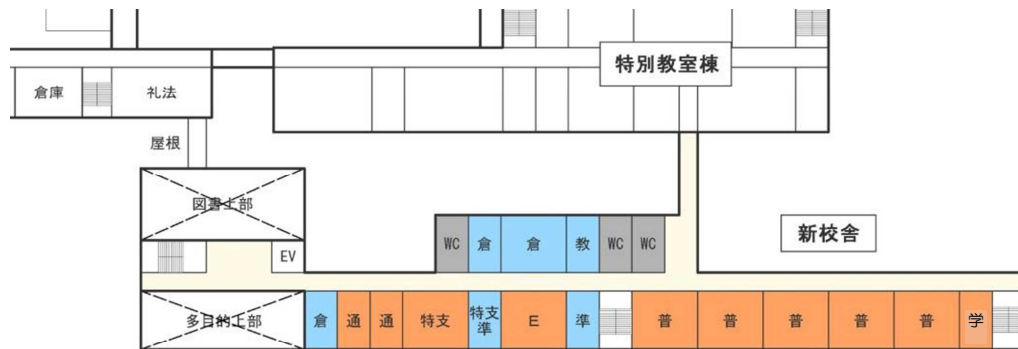 特別教室棟
倉庫
礼法
屋根
図書上部
EV
WC
倉
倉
教
WC
WC
新校舎
多目的上部
倉
通
通
特支
特支
準
E
準
普
普
普
普
普
学